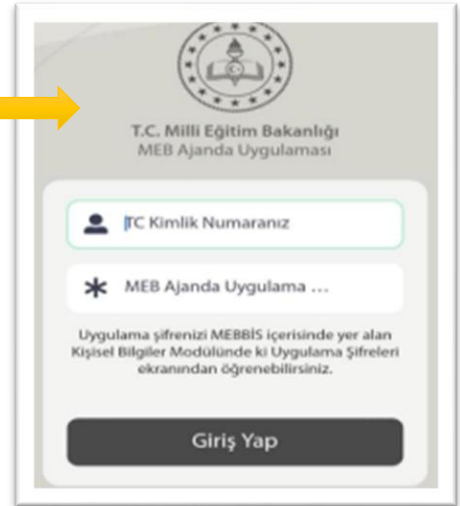 T.C. Milli Eğitim Bakanlığı
MEB Ajanda Uygulaması
TC Kimlik Numaranız
MEB Ajanda Uygulama ...
Uygulama şifrenizi MEBBİS içerisinde yer alan
Kişisel Bilgiler Modülünde ki Uygulama Şifreleri
ekranından öğrenebilirsiniz.
Giriş Yap